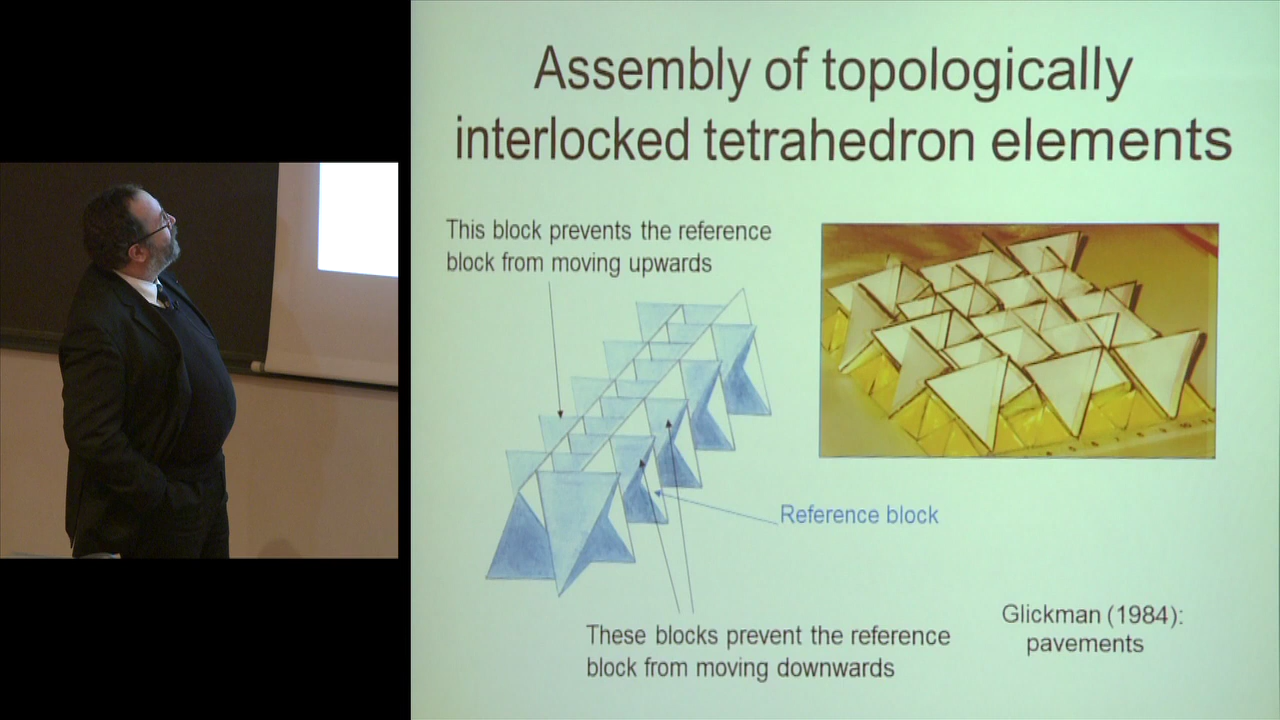 Assembly of topologically
interlocked tetrahedron elements
This block prevents the reference
block from moving upwards
Reference block
These blocks prevent the reference
block from moving downwards
Glickman (1984):
pavements